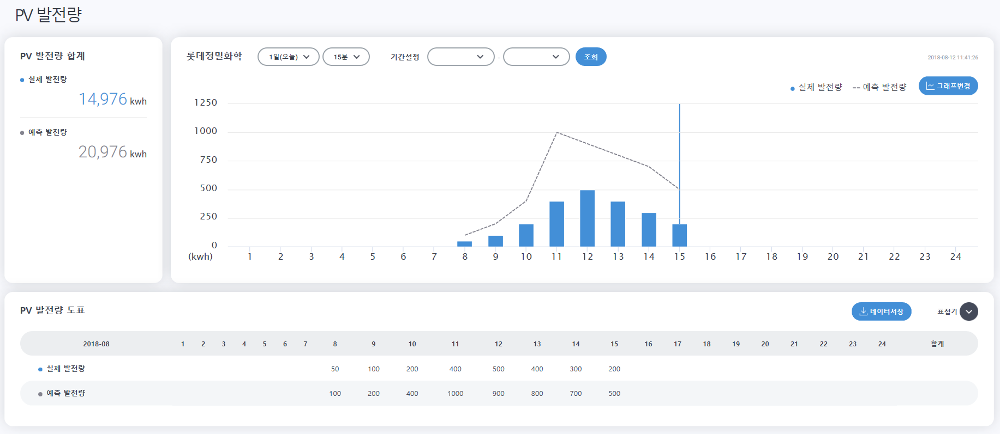 PV 발전량
PV 발전량 합계
실제 발전량
14,976 kwh
예측 발전량
20,976 kwh
롯데정밀화학 1일(오늘) 15분 기간설정 - 조회 2018-08-12 11:41:26
실제 발전량 예측 발전량 그래프변경
1250
1000
750
500
250
0
(kwh) 1 2 3 4 5 6 7 8 9 10 11 12 13 14 15 16 17 18 19 20 21 22 23 24
PV 발전량 도표 데이터저장 표접기
2018-08 1 2 3 4 5 6 7 8 9 10 11 12 13 14 15 16 17 18 19 20 21 22 23 24 합계
실제 발전량 50 100 200 400 500 400 300 200
예측 발전량 100 200 400 1000 900 800 700 500